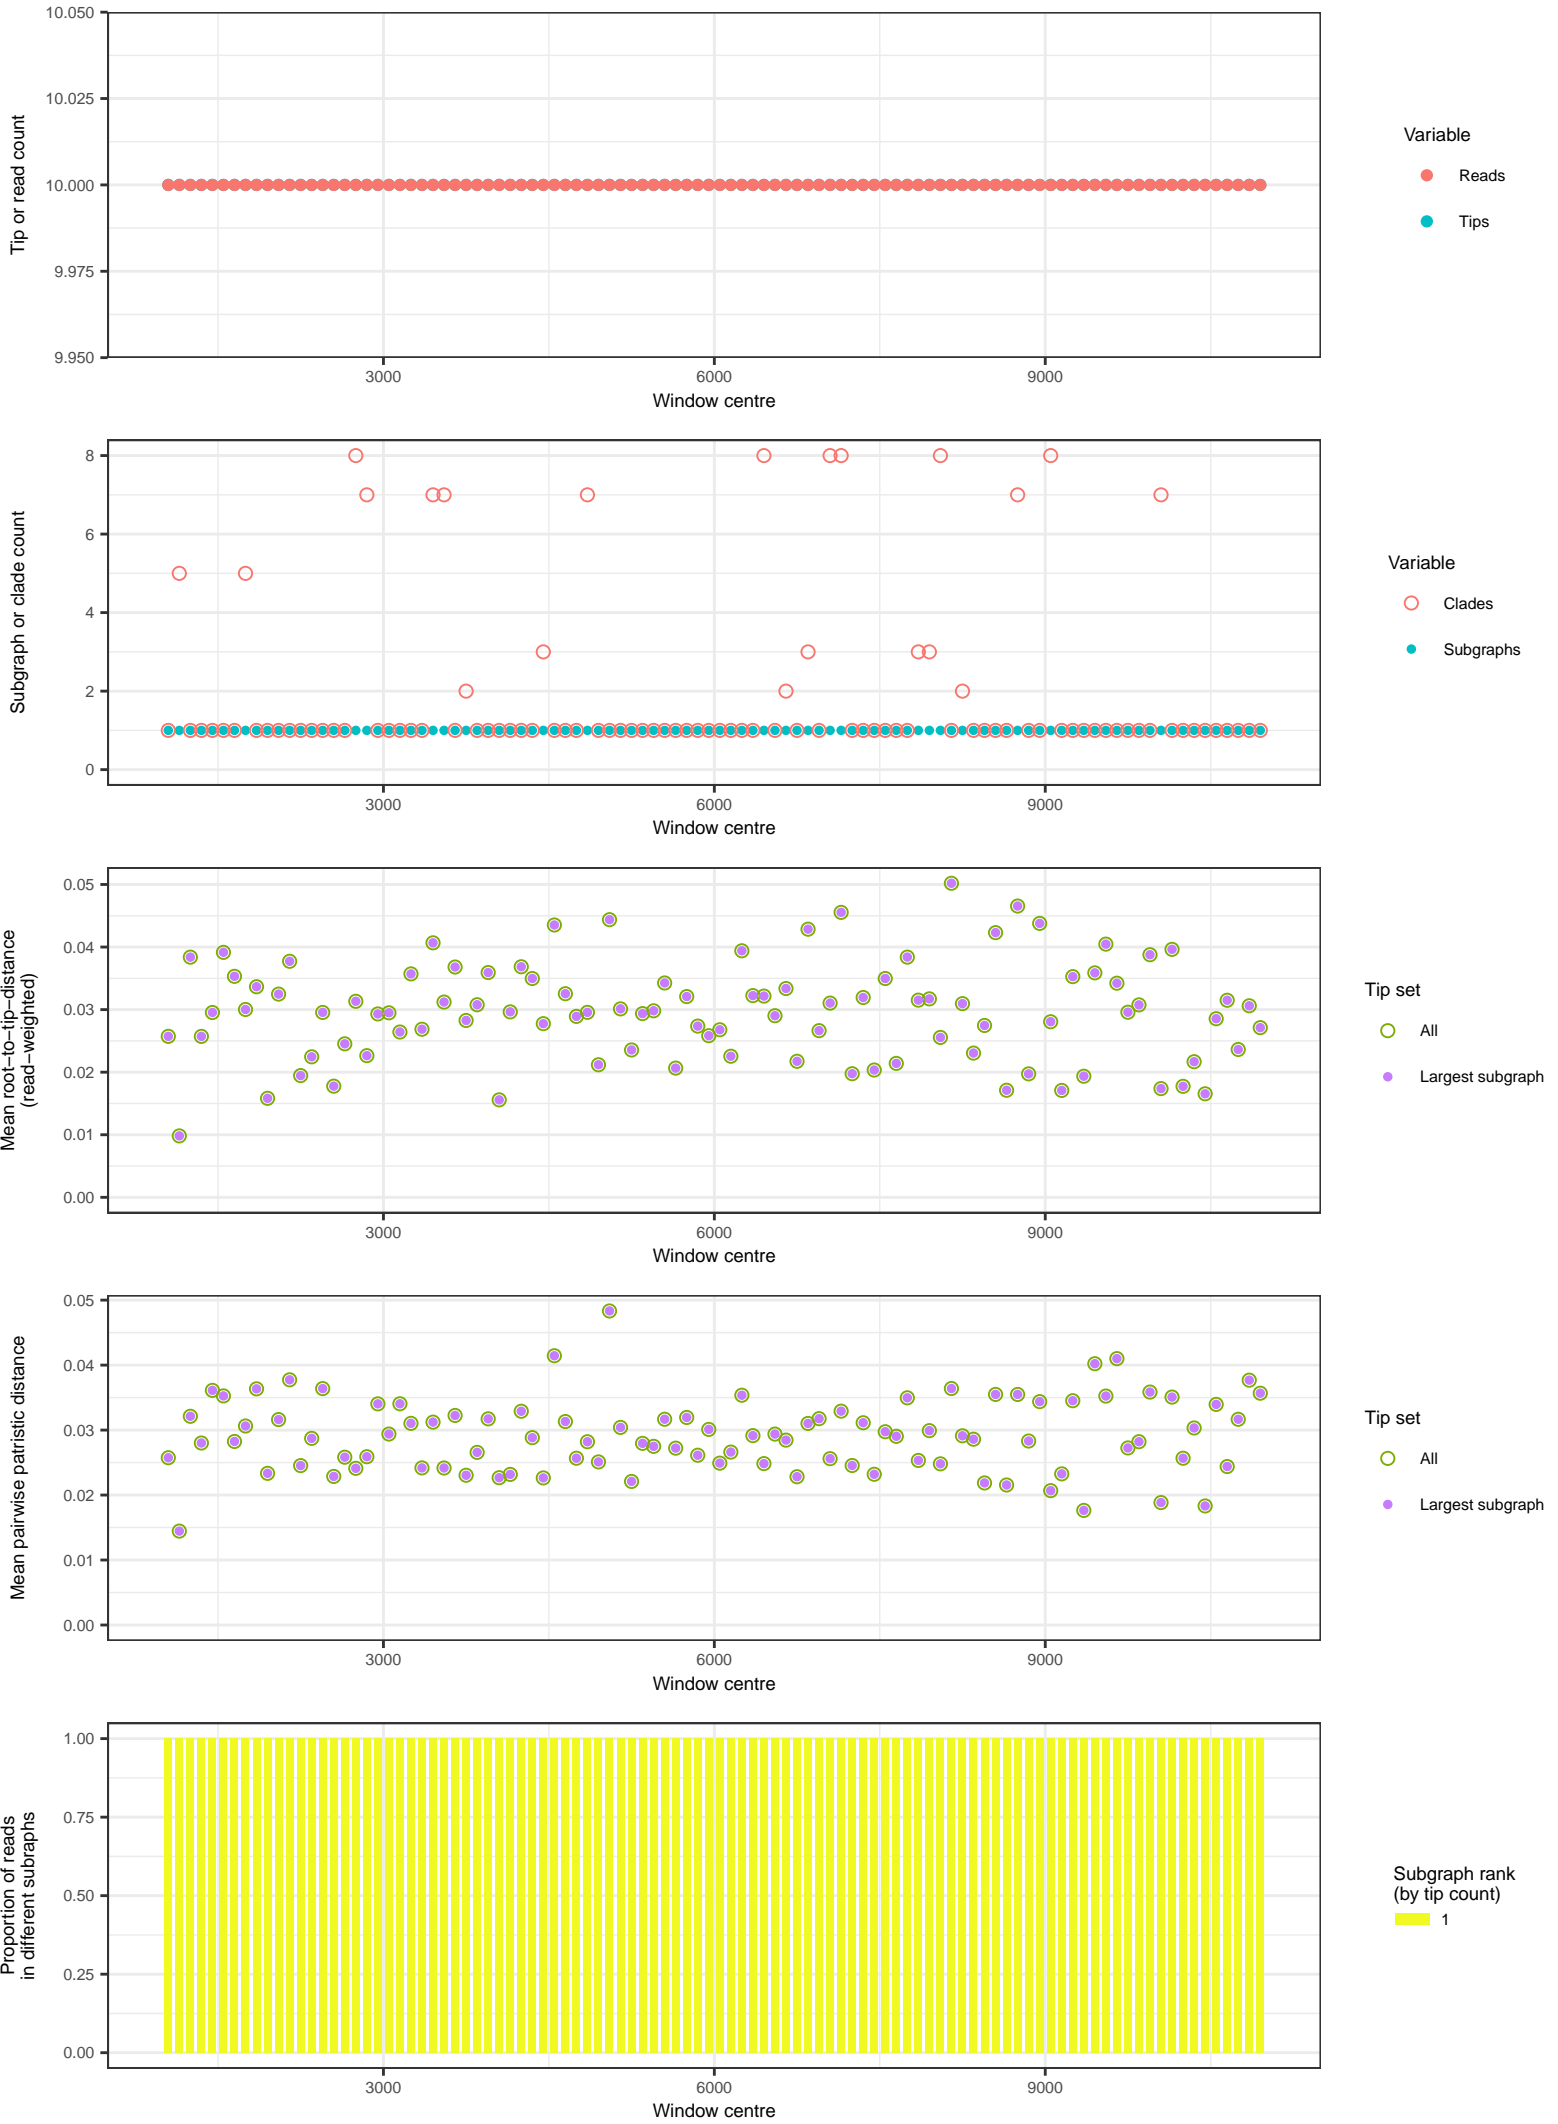 10.050
10.025
10.000
9.975
9.950
Tip or read count
3000
6000
9000
Window centre
Variable
Reads
Tips
8
6
4
2
0
Subgraph or clade count
3000
6000
9000
Window centre
Variable
Clades
Subgraphs
0.05
0.04
0.03
0.02
0.01
0.00
Mean root−to−tip−distance
(read−weighted)
3000
6000
9000
Window centre
Tip set
All
Largest subgraph
0.05
0.04
0.03
0.02
0.01
0.00
Mean pairwise patristic distance
3000
6000
9000
Window centre
Tip set
All
Largest subgraph
1.00
0.75
0.50
0.25
0.00
Proportion of reads
in different subraphs
3000
6000
9000
Window centre
Subgraph rank
(by tip count)
1